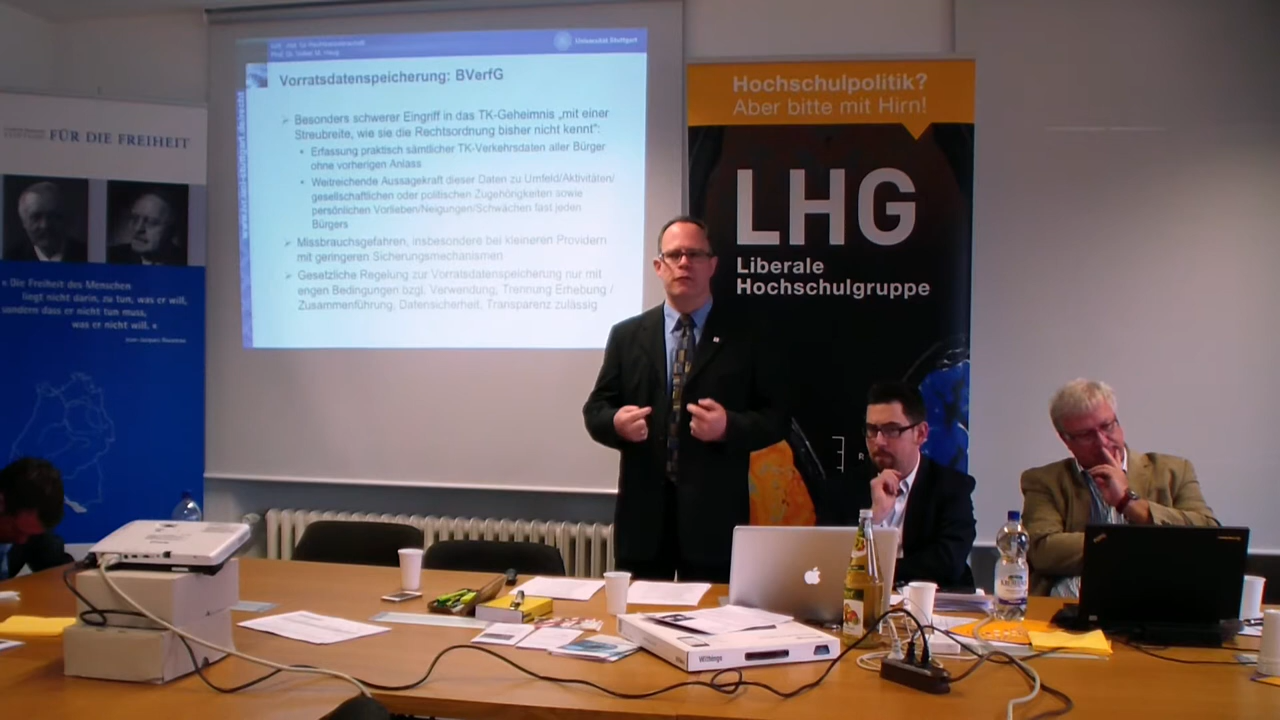 FÜR DIE FREIHEIT
« Die Freiheit des Menschen
liegt nicht darin, zu tun, was er will,
sondern dass er nicht tun muss,
was er nicht will. «
Jean-Jacques Rousseau
Universität Stuttgart
Vorratsdatenspeicherung: BVerfG
Besonders schwerer Eingriff in das TK-Geheimnis „mit einer
Streubreite, wie sie die Rechtsordnung bisher nicht kennt":
Erfassung praktisch sämtlicher TK-Verkehrsdaten aller Bürger
ohne vorherigen Anlass
Weitreichende Aussagekraft dieser Daten zu Umfeld/Aktivitäten/
gesellschaftlichen oder politischen Zugehörigkeiten sowie
persönlichen Vorlieben/Neigungen/Schwächen fast jeden
Bürgers
Missbrauchsgefahren, insbesondere bei kleineren Providern
mit geringeren Sicherungsmechanismen
Gesetzliche Regelung zur Vorratsdatenspeicherung nur mit
engen Bedingungen bzgl. Verwendung, Trennung Erhebung /
Zusammenführung, Datensicherheit, Transparenz zulässig
Hochschulpolitik?
Aber bitte mit Hirn!
LHG
Liberale
Hochschulgruppe
R
ThinkPad
Withings